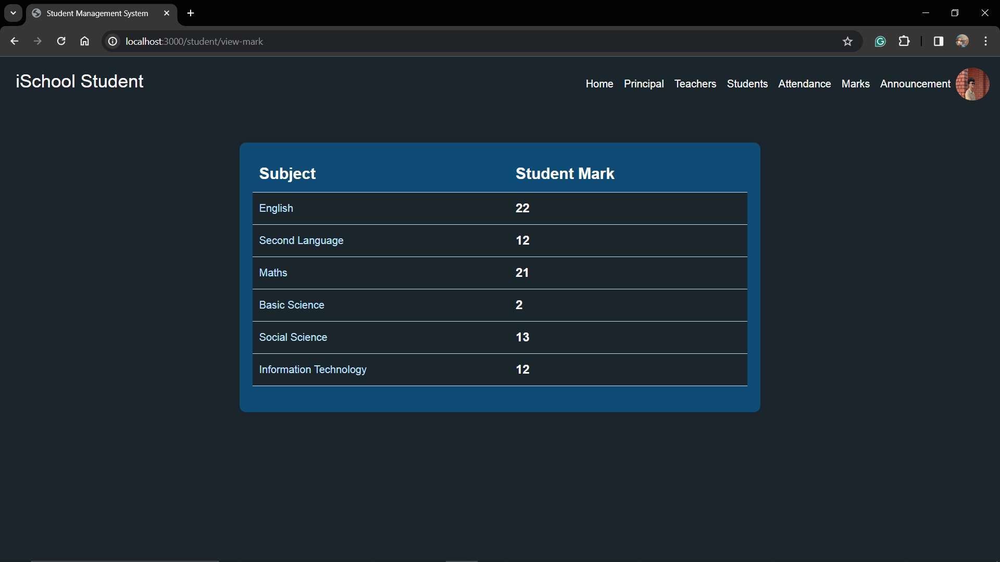 Student Management System
localhost:3000/student/view-mark
iSchool Student
Home Principal Teachers Students Attendance Marks Announcement
Subject Student Mark
English 22
Second Language 12
Maths 21
Basic Science 2
Social Science 13
Information Technology 12